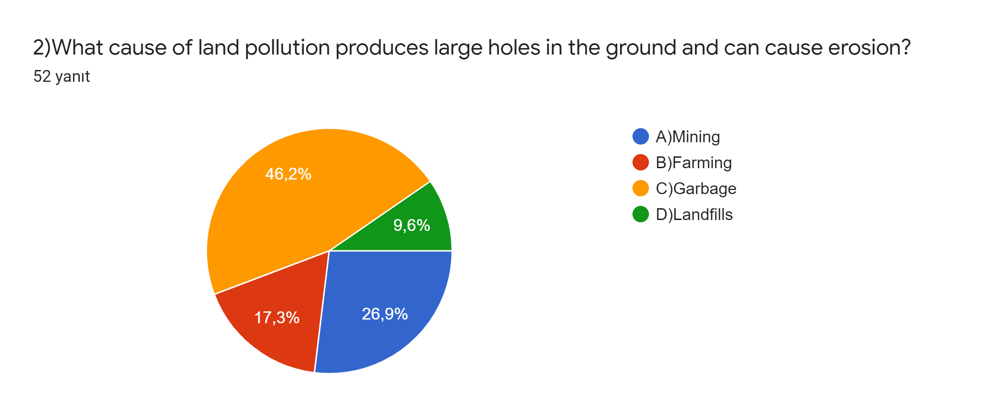 2)What cause of land pollution produces large holes in the ground and can cause erosion?
52 yanıt
46,2%
9,6%
17,3%
26,9%
A)Mining
B)Farming
C)Garbage
D)Landfills